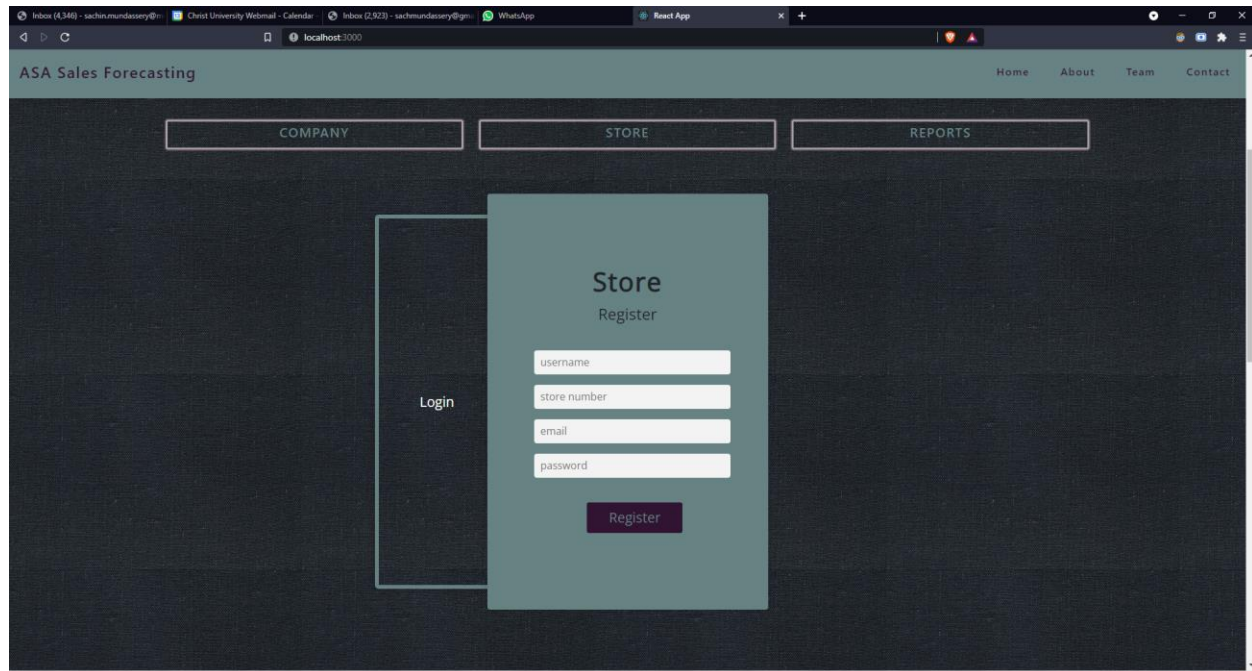 Inbox (4,346) - sachin.mundassery@m
Christ University Webmail - Calendar
Inbox (2,923) - sachmundassery@gma
WhatsApp
React App
localhost:3000
ASA Sales Forecasting
Home About Team Contact
COMPANY STORE REPORTS
Store
Register
username
store number
Login
email
password
Register